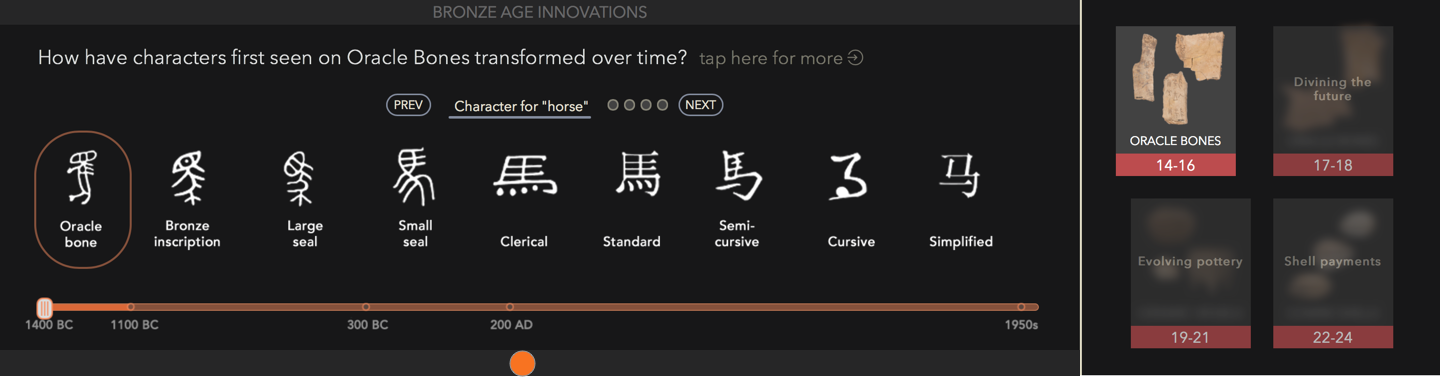 BRONZE AGE INNOVATIONS
How have characters first seen on Oracle Bones transformed over time? tap here for more
PREV Character for "horse" NEXT
馬 馬 马 马
Oracle bone
Bronze inscription
Large seal
Small seal
Clerical
Standard
Semi-cursive
Cursive
Simplified
1400 BC 1100 BC 300 BC 200 AD 1950s
ORACLE BONES
14-16
Divining the
future
17-18
Evolving pottery
19-21
Shell payments
22-24